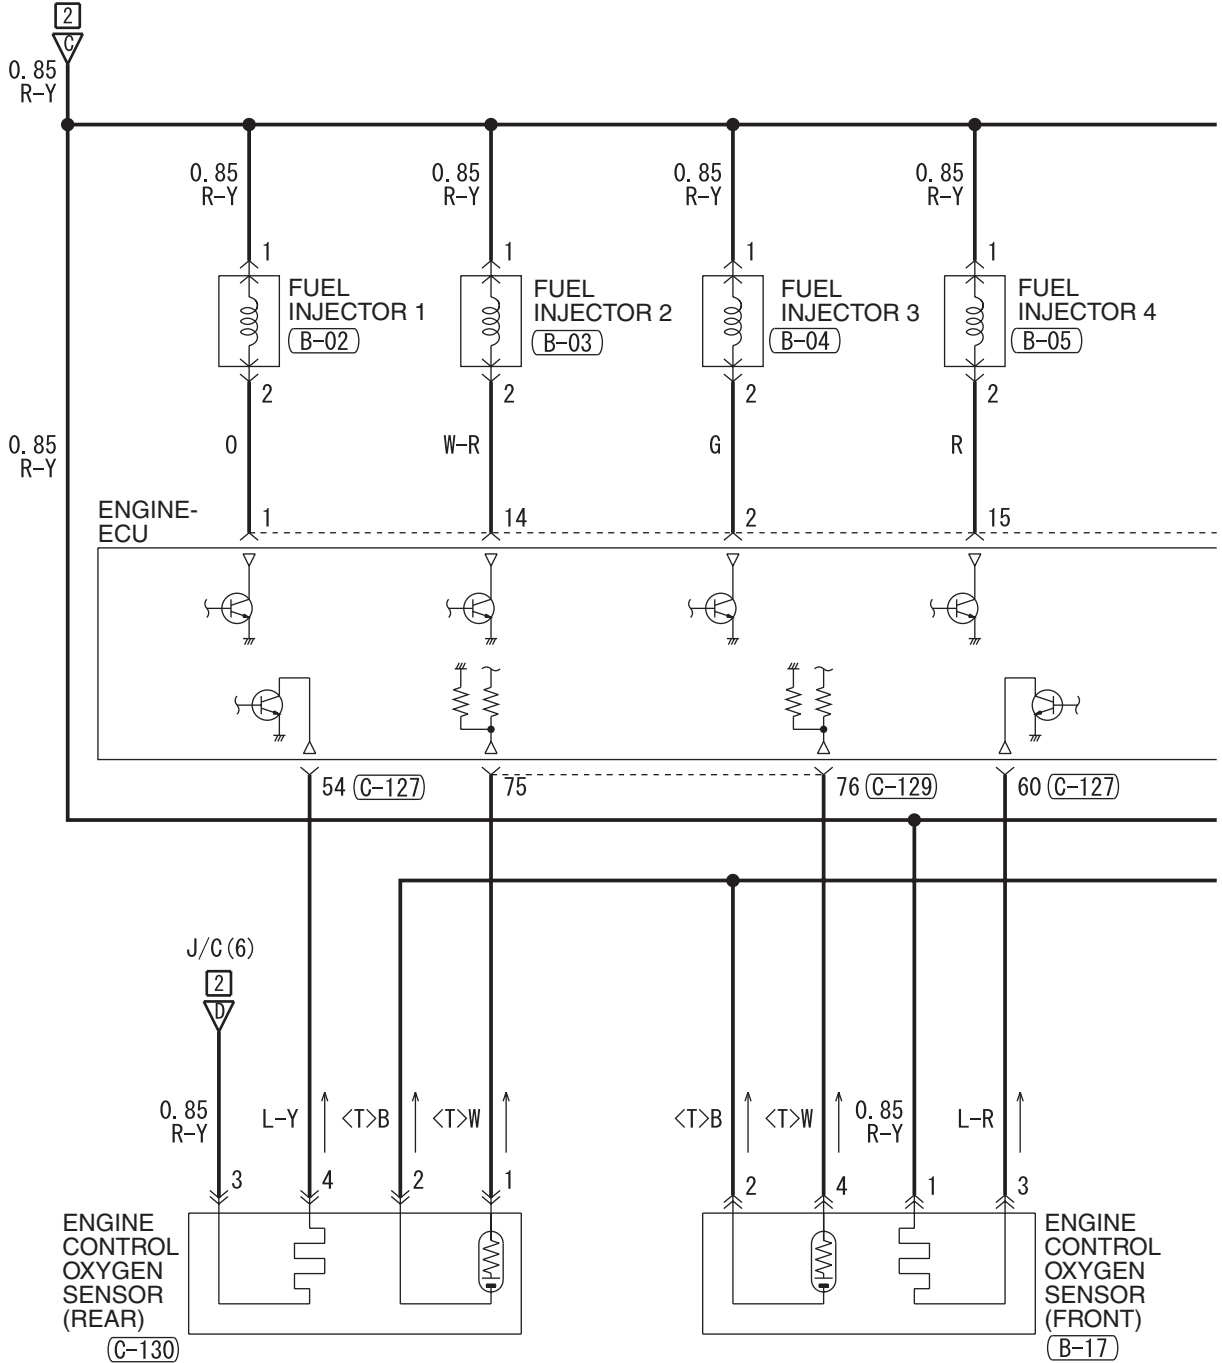 2
C
0.85
R-Y
0.85
R-Y
0.85
R-Y
0.85
R-Y
0.85
R-Y
1
1
1
1
FUEL
INJECTOR 1
B-02
FUEL
INJECTOR 2
B-03
FUEL
INJECTOR 3
B-04
FUEL
INJECTOR 4
B-05
2
2
2
2
0.85
R-Y
O
W-R
G
R
ENGINE-
ECU
1
14
2
15
54 C-127
75
76 C-129
60 C-127
J/C(6)
2
D
0.85
R-Y
L-Y
<T>B
<T>W
<T>B
<T>W
0.85
R-Y
L-R
3
4
2
1
2
4
1
3
ENGINE
CONTROL
OXYGEN
SENSOR
(REAR)
C-130
ENGINE
CONTROL
OXYGEN
SENSOR
(FRONT)
B-17